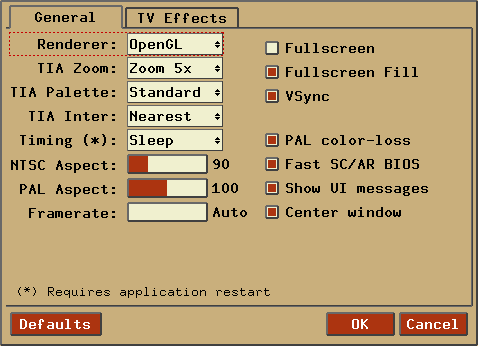 General TV Effects
Renderer: OpenGL
TIA Zoom: Zoom 5x
TIA Palette: Standard
TIA Inter: Nearest
Timing (*): Sleep
NTSC Aspect: 90
PAL Aspect: 100
Framerate: Auto
Fullscreen
Fullscreen Fill
VSync
PAL color-loss
Fast SC/AR BIOS
Show UI messages
Center window
(*) Requires application restart
Defaults OK Cancel